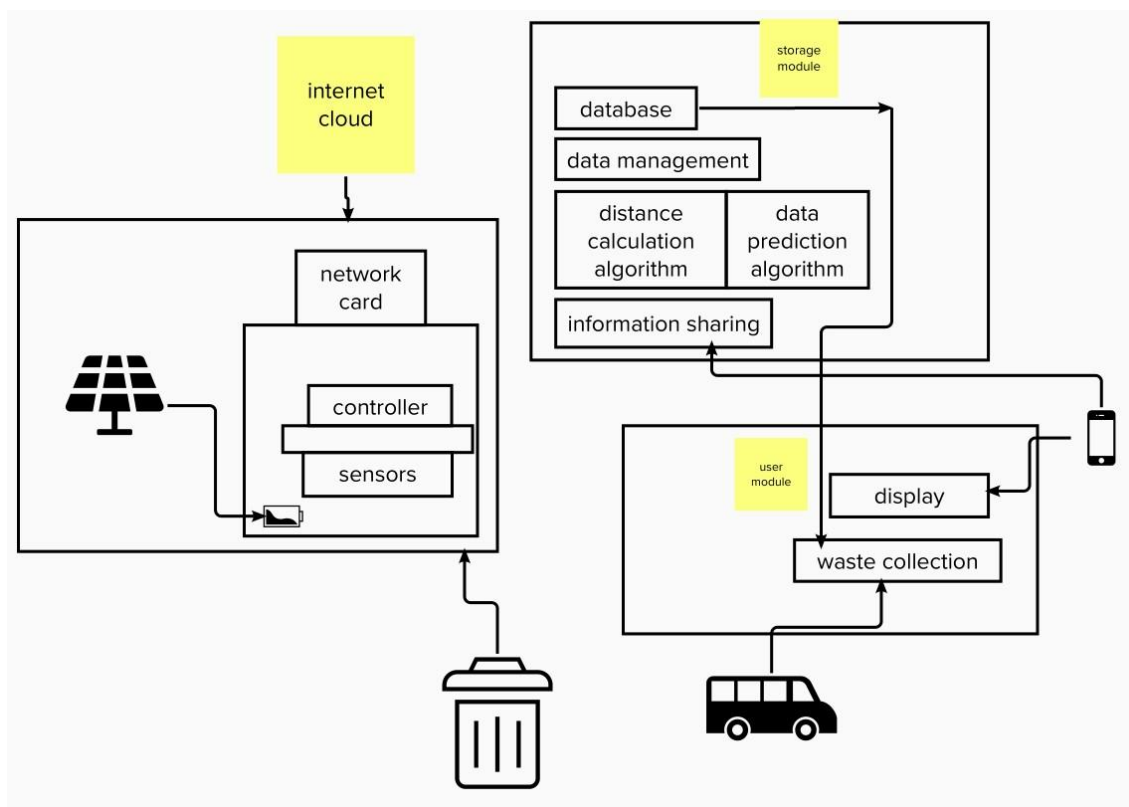 internet
cloud
network
card
controller
sensors
storage
module
database
data management
distance
calculation
algorithm
data
prediction
algorithm
information sharing
user
module
display
waste collection